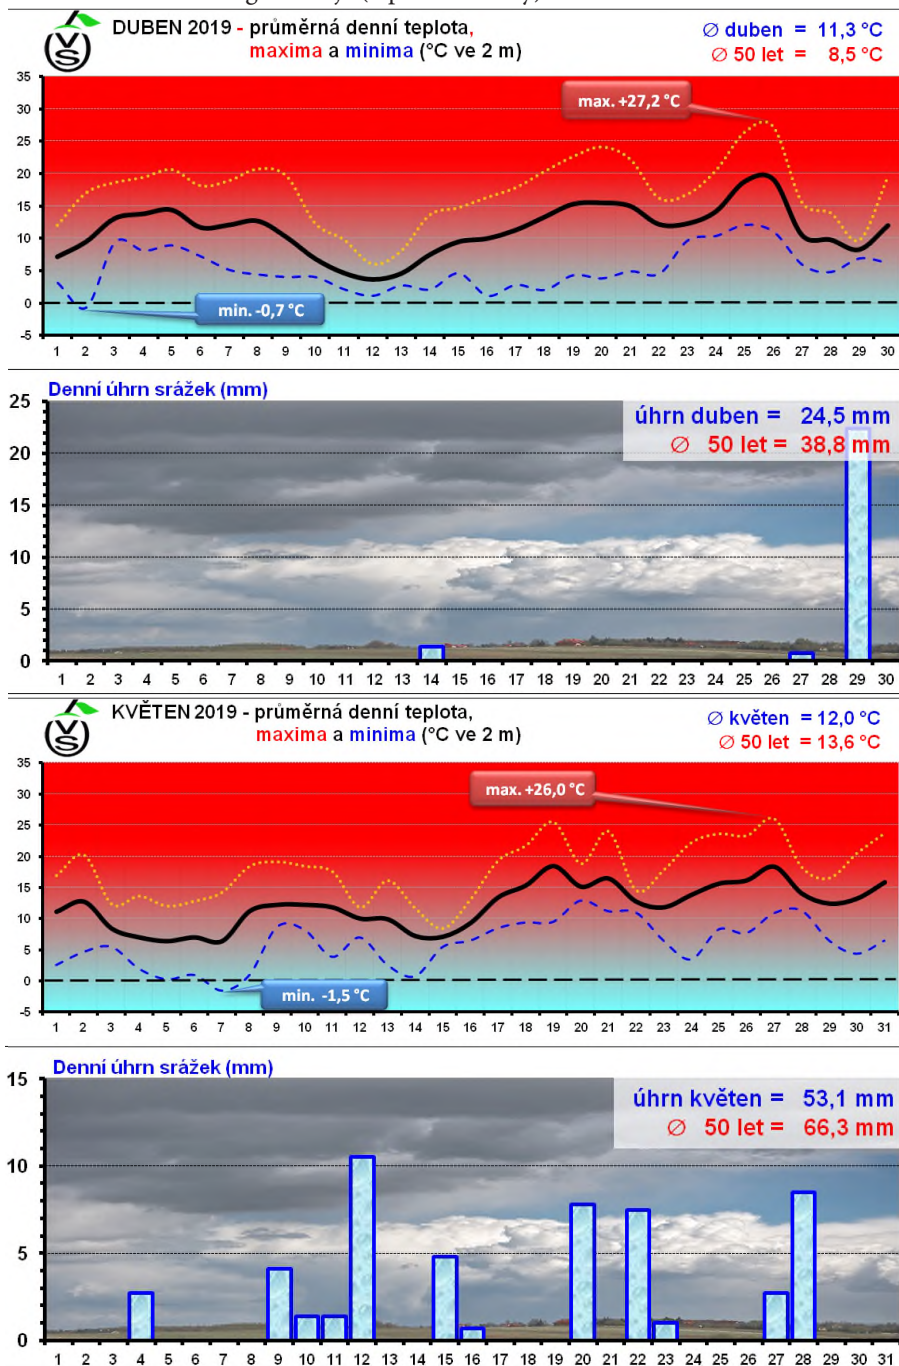 DUBEN 2019 - průměrná denní teplota,
maxima a minima (°C ve 2 m)
∅ duben = 11,3 °C
∅ 50 let = 8,5 °C
VS
35
30
25
20
15
10
5
0
-5
max. +27,2 °C
min. -0,7 °C
1 2 3 4 5 6 7 8 9 10 11 12 13 14 15 16 17 18 19 20 21 22 23 24 25 26 27 28 29 30
Denní úhrn srážek (mm)
úhrn duben = 24,5 mm
∅ 50 let = 38,8 mm
25
20
15
10
5
0
1 2 3 4 5 6 7 8 9 10 11 12 13 14 15 16 17 18 19 20 21 22 23 24 25 26 27 28 29 30
KVĚTEN 2019 - průměrná denní teplota,
maxima a minima (°C ve 2 m)
∅ květen = 12,0 °C
∅ 50 let = 13,6 °C
VS
35
30
25
20
15
10
5
0
-5
max. +26,0 °C
min. -1,5 °C
1 2 3 4 5 6 7 8 9 10 11 12 13 14 15 16 17 18 19 20 21 22 23 24 25 26 27 28 29 30 31
Denní úhrn srážek (mm)
úhrn květen = 53,1 mm
∅ 50 let = 66,3 mm
15
10
5
0
1 2 3 4 5 6 7 8 9 10 11 12 13 14 15 16 17 18 19 20 21 22 23 24 25 26 27 28 29 30 31